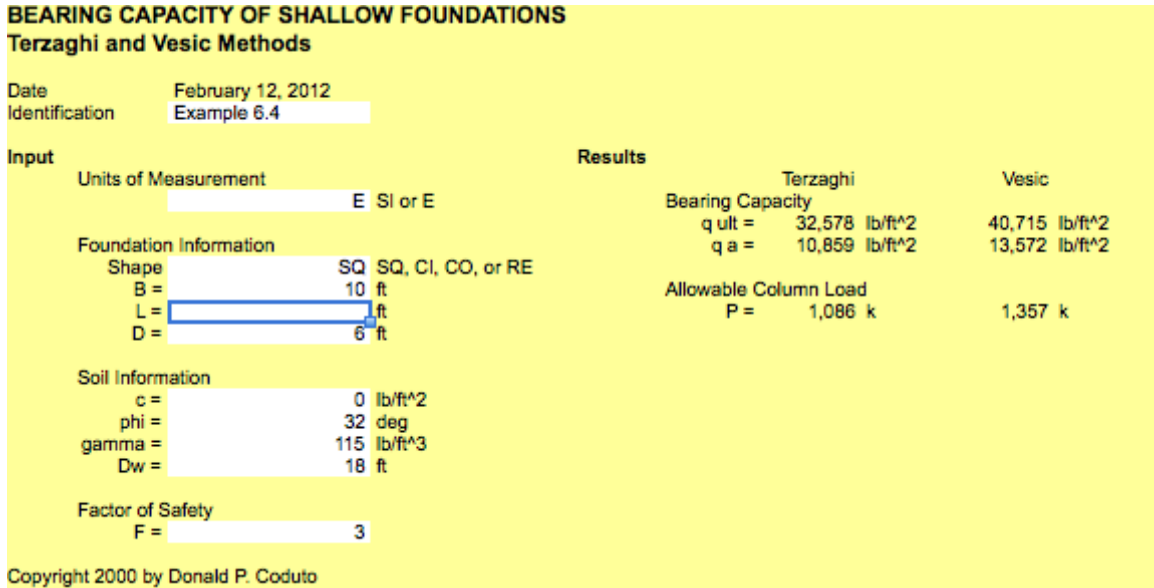 BEARING CAPACITY OF SHALLOW FOUNDATIONS
Terzaghi and Vesic Methods
Date February 12, 2012
Identification Example 6.4
Input Results
Units of Measurement Terzaghi Vesic
E SI or E Bearing Capacity
q ult = 32,578 lb/ft^2 40,715 lb/ft^2
Foundation Information q a = 10,859 lb/ft^2 13,572 lb/ft^2
Shape SQ SQ, CI, CO, or RE
B = 10 ft Allowable Column Load
L = ft P = 1,086 k 1,357 k
D = 6 ft
Soil Information
c = 0 lb/ft^2
phi = 32 deg
gamma = 115 lb/ft^3
Dw = 18 ft
Factor of Safety
F = 3
Copyright 2000 by Donald P. Coduto